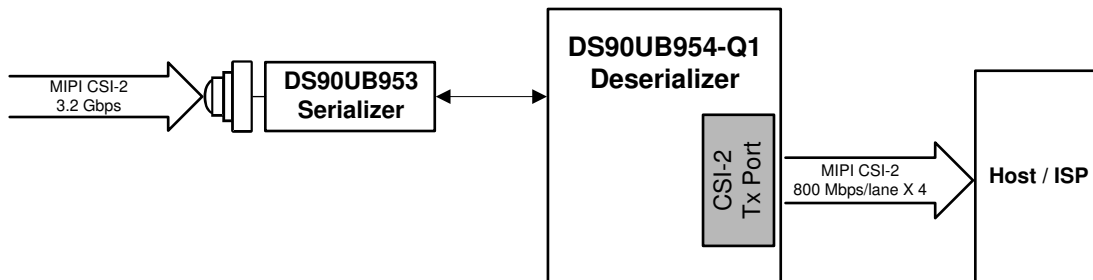 MIPI CSI-2
3.2 Gbps
DS90UB953
Serializer
DS90UB954-Q1
Deserializer
CSI-2
Tx Port
MIPI CSI-2
800 Mbps/lane X 4
Host / ISP